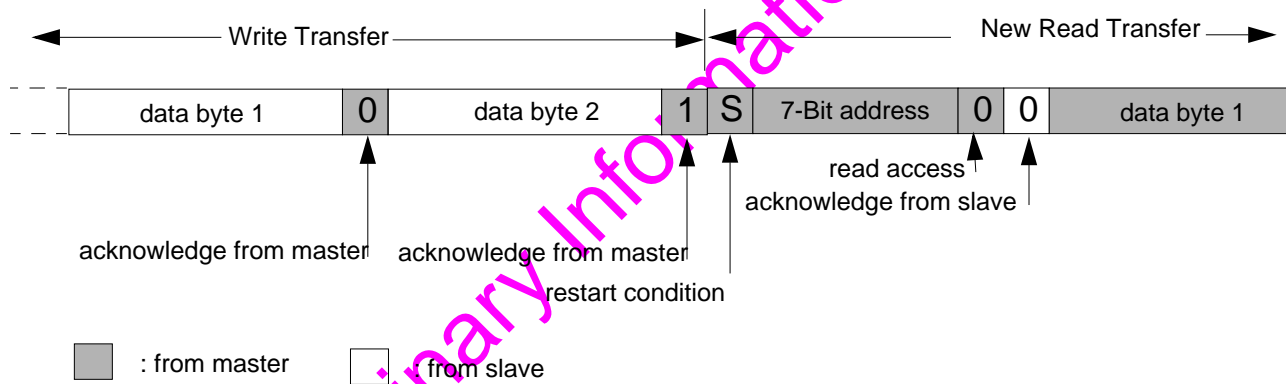 Write Transfer
New Read Transfer
data byte 1 0 data byte 2 1 S 7-Bit address 0 0 data byte 1
read access
acknowledge from slave
acknowledge from master
acknowledge from master
restart condition
: from master
: from slave
inary Informati